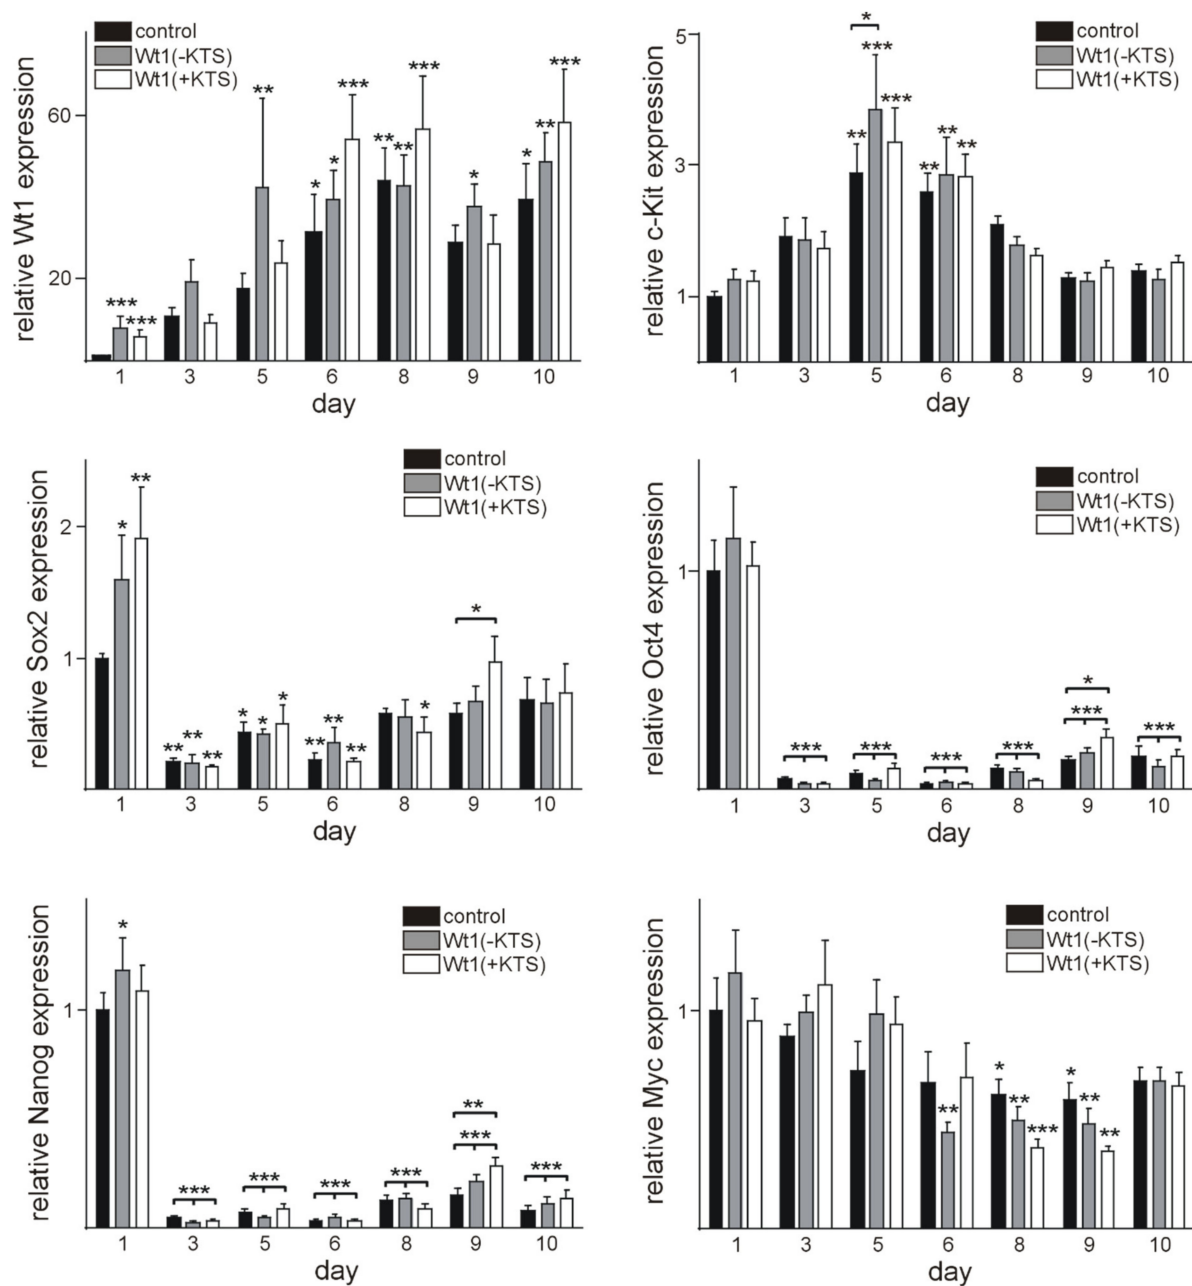 control
Wt1(-KTS)
Wt1(+KTS)
relative Wt1 expression
60
20
*** *** ** * * *** ** ** *** * * ** ***
1 3 5 6 8 9 10
day
control
Wt1(-KTS)
Wt1(+KTS)
relative c-Kit expression
5
3
1
* ** *** *** ** ** **
1 3 5 6 8 9 10
day
control
Wt1(-KTS)
Wt1(+KTS)
relative Sox2 expression
2
1
* ** ** ** ** * * * ** ** ** * *
1 3 5 6 8 9 10
day
control
Wt1(-KTS)
Wt1(+KTS)
relative Oct4 expression
1
*** *** *** *** * *** ***
1 3 5 6 8 9 10
day
control
Wt1(-KTS)
Wt1(+KTS)
relative Nanog expression
1
* *** *** *** *** ** *** ***
1 3 5 6 8 9 10
day
control
Wt1(-KTS)
Wt1(+KTS)
relative Myc expression
1
** * ** *** * ** **
1 3 5 6 8 9 10
day